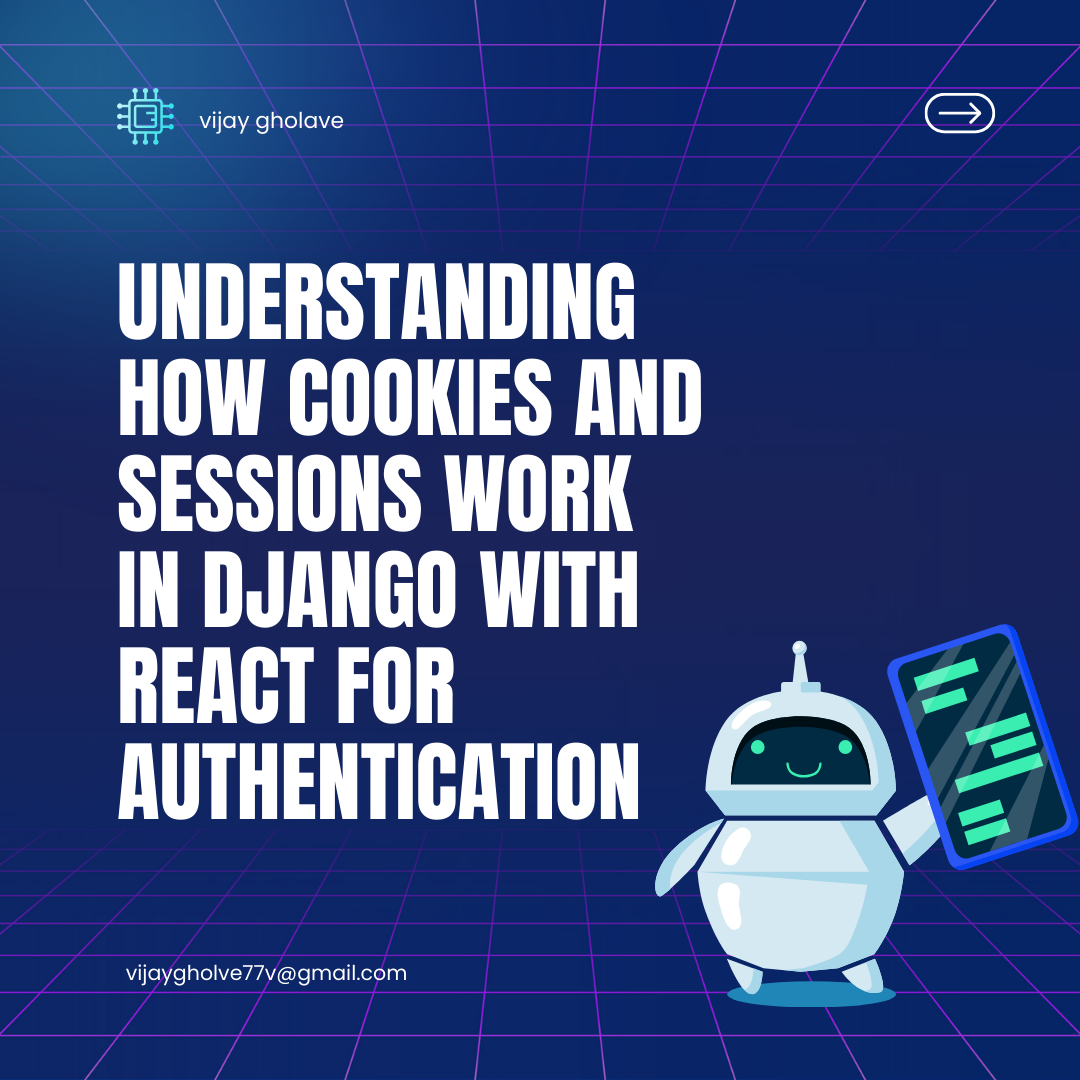 vijay gholave
UNDERSTANDING
HOW COOKIES AND
SESSIONS WORK
IN DJANGO WITH
REACT FOR
AUTHENTICATION
vijaygholve77v@gmail.com